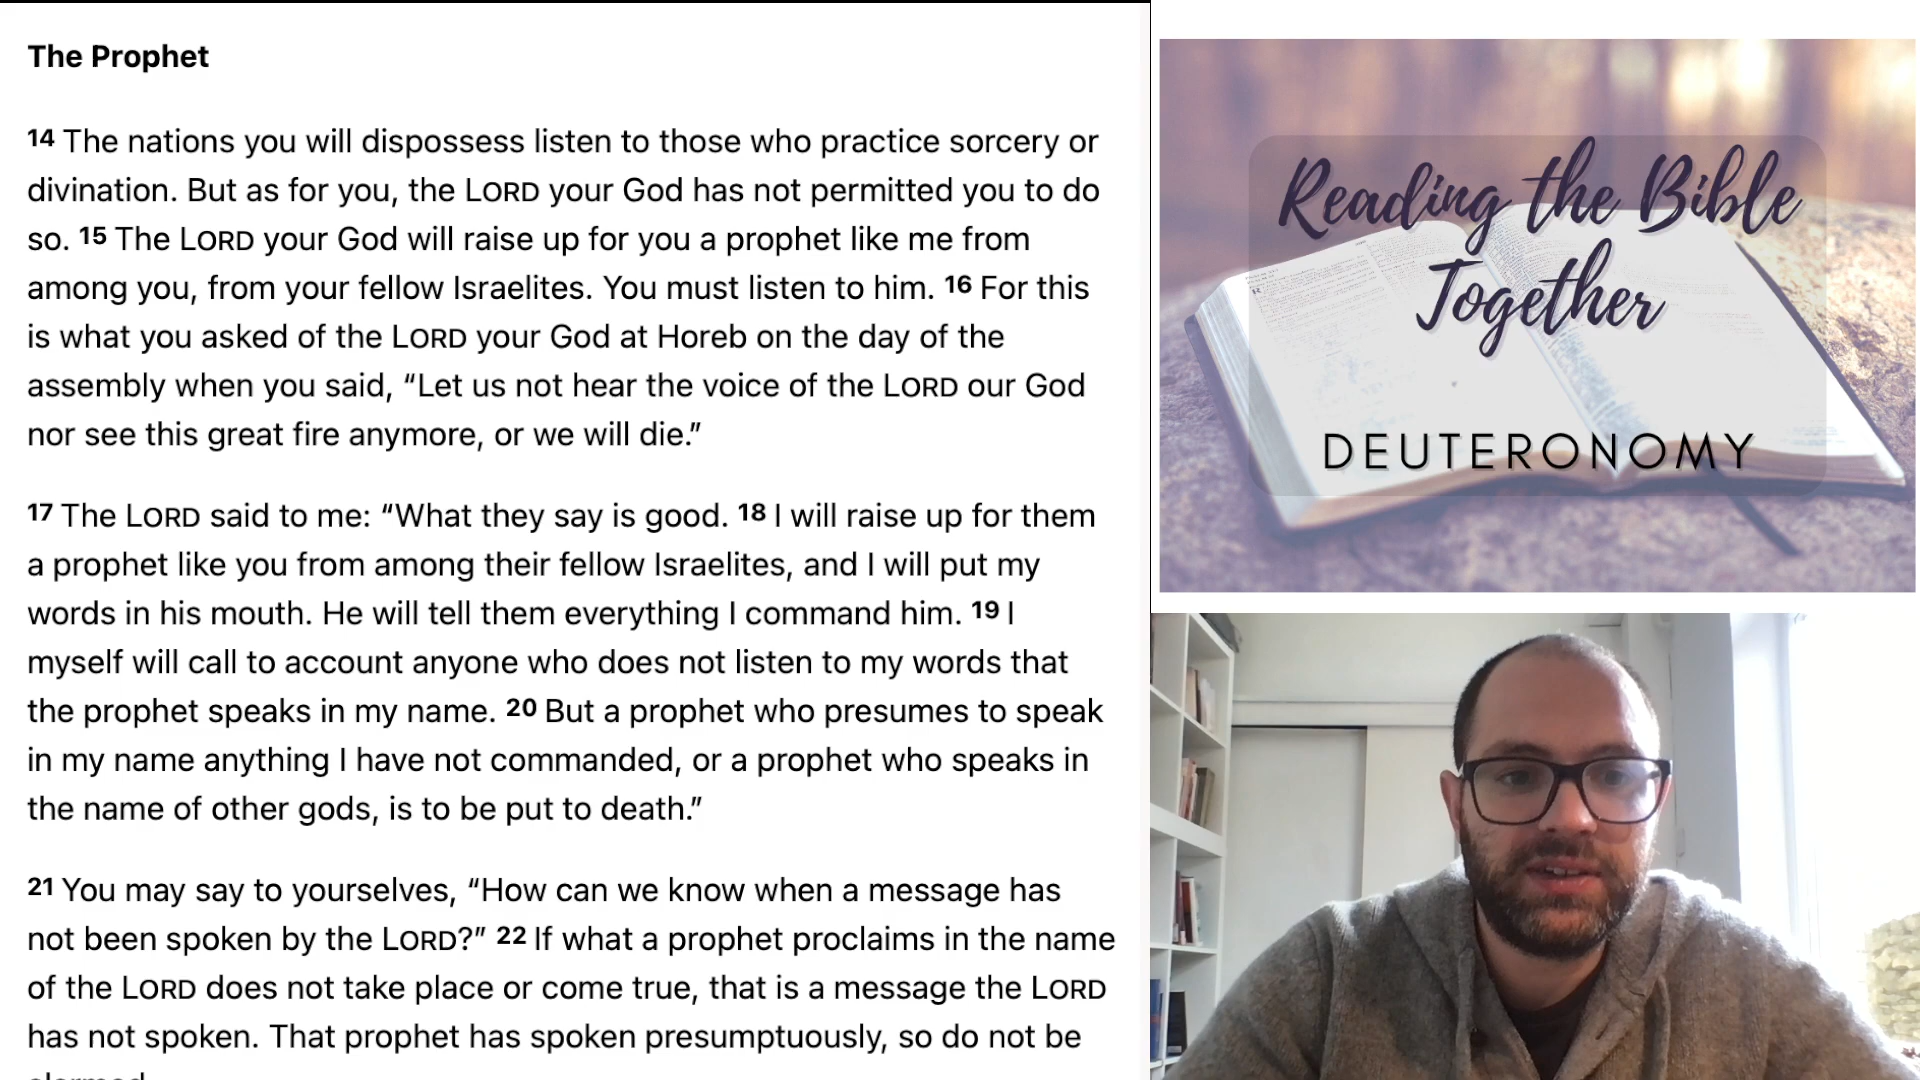 The Prophet
14 The nations you will dispossess listen to those who practice sorcery or
divination. But as for you, the LORD your God has not permitted you to do
so. 15 The LORD your God will raise up for you a prophet like me from
among you, from your fellow Israelites. You must listen to him. 16 For this
is what you asked of the LORD your God at Horeb on the day of the
assembly when you said, “Let us not hear the voice of the LORD our God
nor see this great fire anymore, or we will die.”
17 The LORD said to me: “What they say is good. 18 I will raise up for them
a prophet like you from among their fellow Israelites, and I will put my
words in his mouth. He will tell them everything I command him. 19 I
myself will call to account anyone who does not listen to my words that
the prophet speaks in my name. 20 But a prophet who presumes to speak
in my name anything I have not commanded, or a prophet who speaks in
the name of other gods, is to be put to death.”
21 You may say to yourselves, “How can we know when a message has
not been spoken by the LORD?” 22 If what a prophet proclaims in the name
of the LORD does not take place or come true, that is a message the LORD
has not spoken. That prophet has spoken presumptuously, so do not be
Reading the Bible
Together
DEUTERONOMY